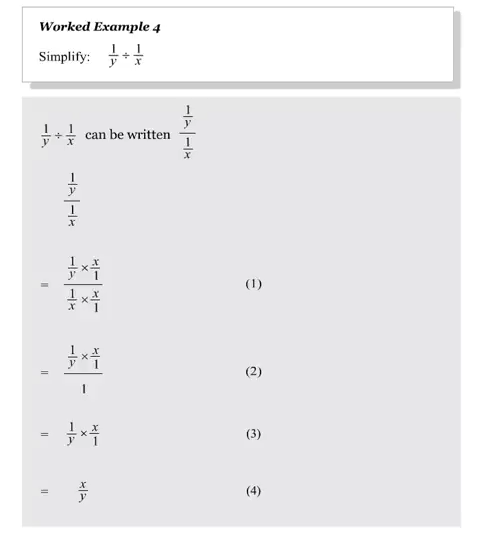 Worked Example 4
Simplify: 1/y ÷ 1/x
1/y ÷ 1/x can be written (1/y)/(1/x)
(1/y)/(1/x)
= (1/y × x/1)/(1/x × x/1) (1)
= (1/y × x/1)/1 (2)
= 1/y × x/1 (3)
= x/y (4)